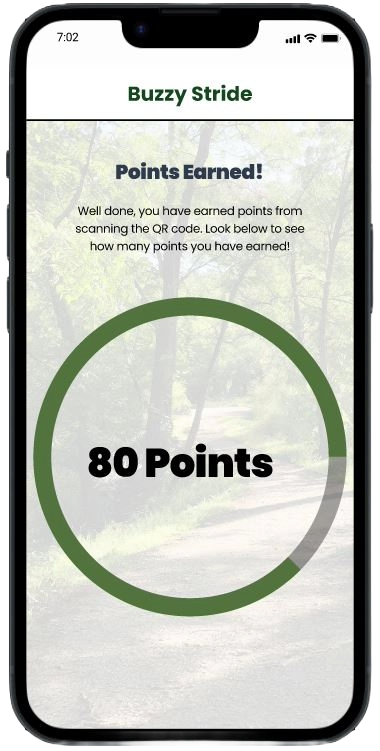 7:02
Buzzy Stride
Points Earned!
Well done, you have earned points from
scanning the QR code. Look below to see
how many points you have earned!
80 Points